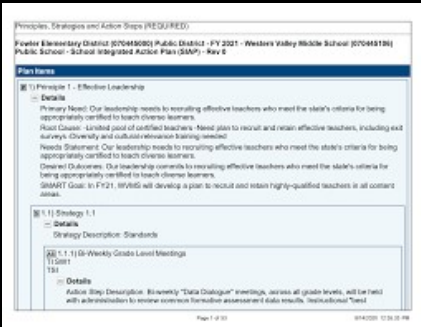 Principles, Strategies and Action Steps (REQUIRED)
Fowler Elementary District (070445000) Public District - FY 2021 - Western Valley Middle School (070445106)
Public School - School Integrated Action Plan (SIAP) - Rev 0
Plan Items
1) Principle 1 - Effective Leadership
Details
Primary Need: Our leadership needs to recruiting effective teachers who meet the state's criteria for being
appropriately certified to teach diverse learners.
Root Cause: -Limited pool of certified teachers -Need plan to recruit and retain effective teachers, including exit
surveys -Diversity and cultural relevance training needed
Needs Statement: Our leadership needs to recruiting effective teachers who meet the state's criteria for being
appropriately certified to teach diverse learners.
Desired Outcomes: Our leadership commits to recruiting effective teachers who meet the state's criteria for
being appropriately certified to teach diverse learners.
SMART Goal: In FY21, WVMS will develop a plan to recruit and retain highly-qualified teachers in all content
areas.
1.1) Strategy 1.1
Details
Strategy Description: Standards
1.1.1) Bi-Weekly Grade Level Meetings
TSI
Details
Action Step Description: Bi-weekly "Data Dialogue" meetings, across all grade levels, will be held
with administration to review common formative assessment data results. Instructional "best
Page 1 of
PM